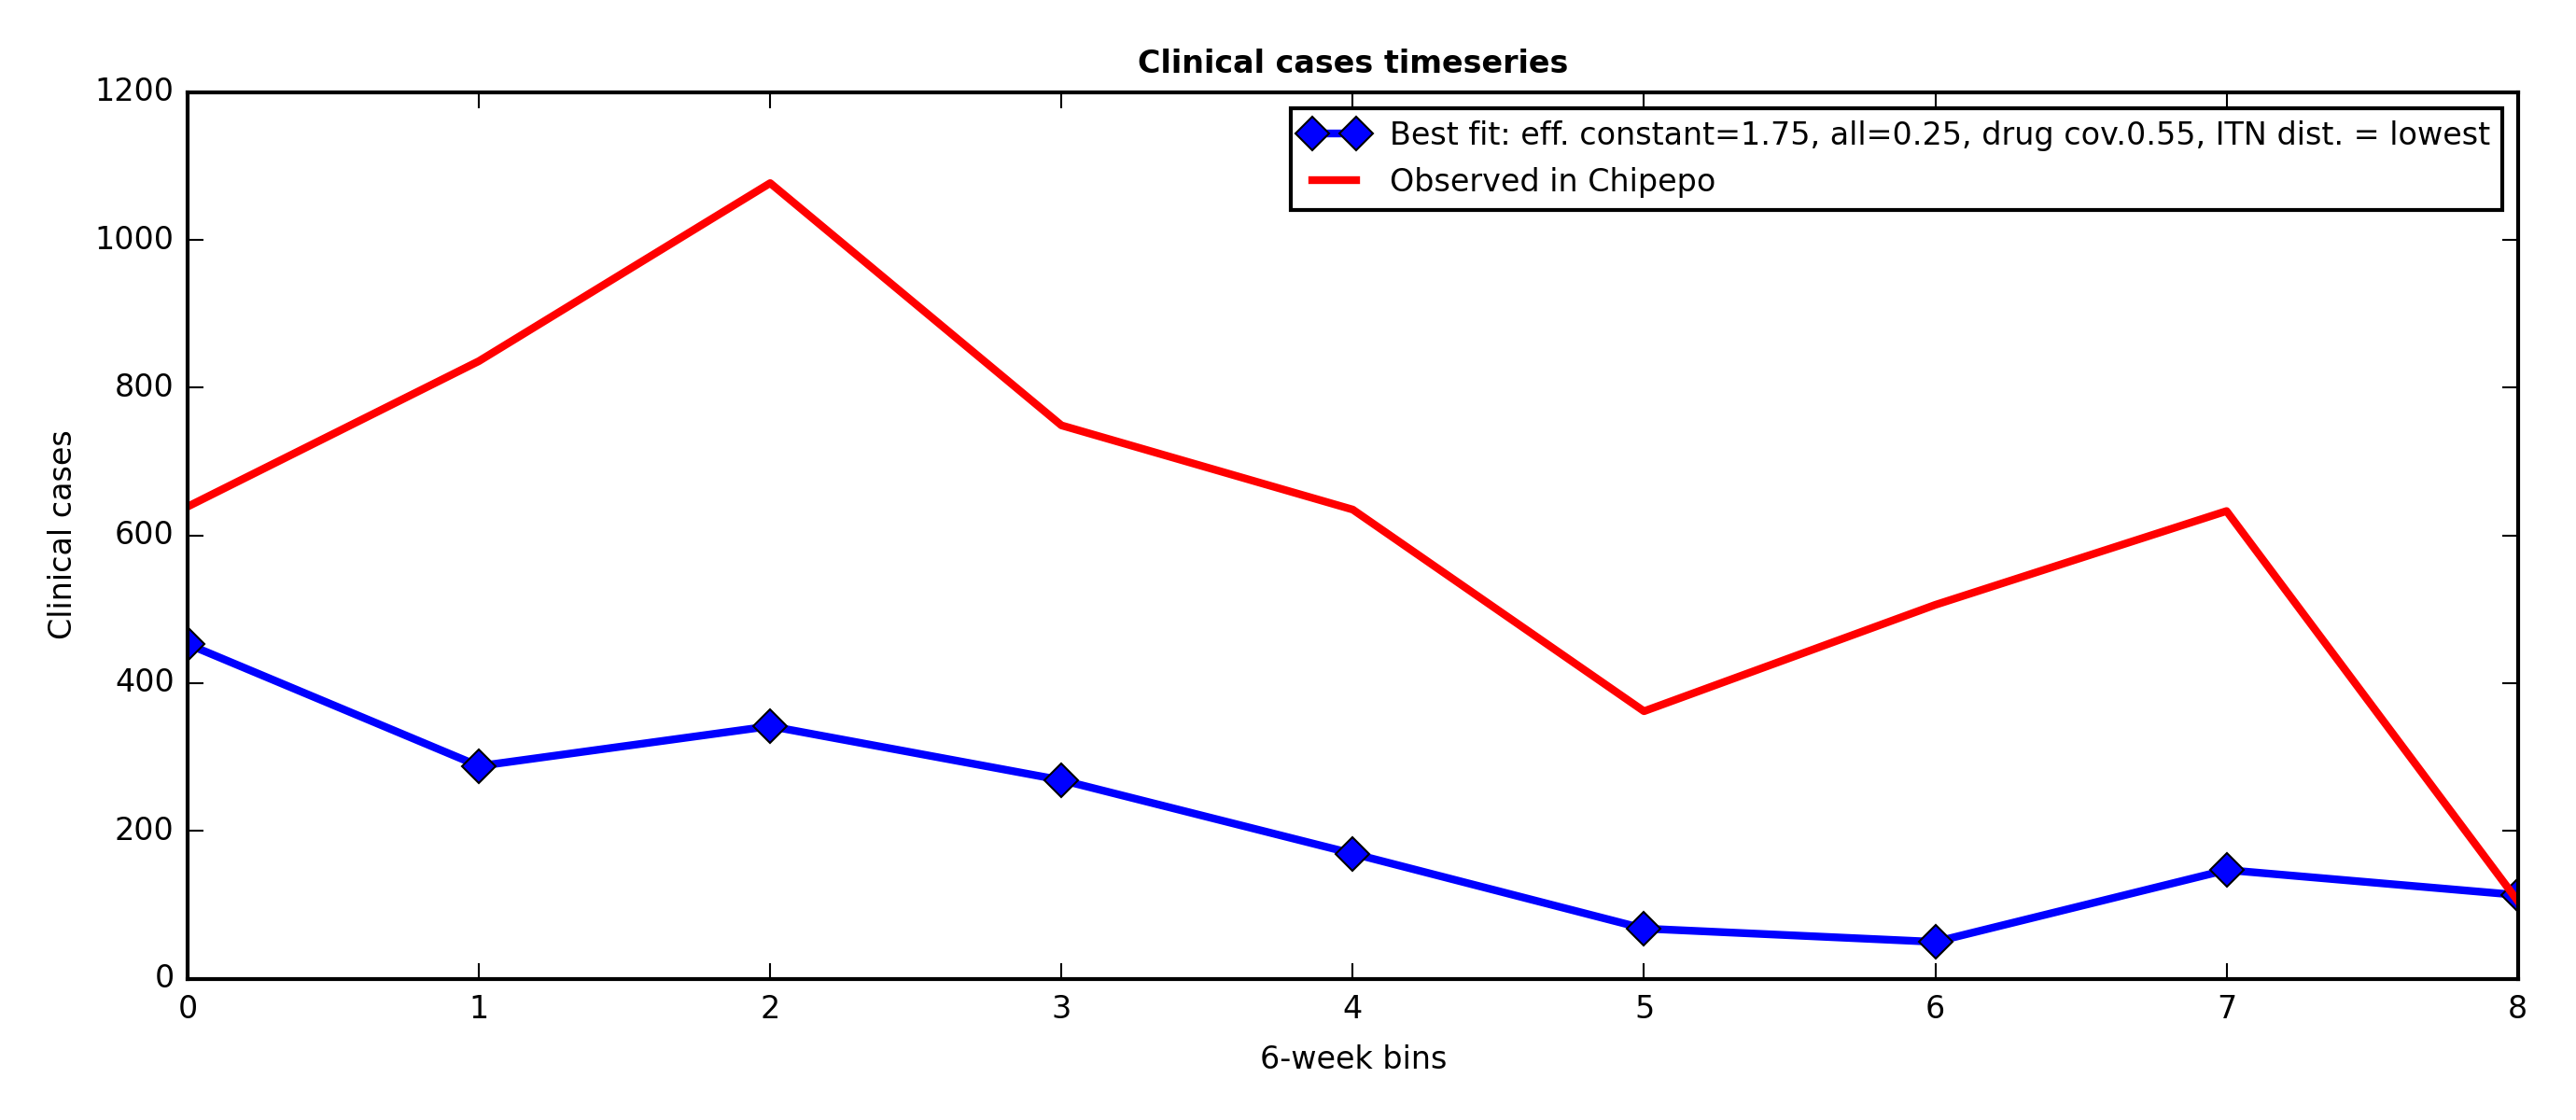 Clinical cases timeseries
1200
1000
800
600
400
200
0
Clinical cases
Best fit: eff. constant=1.75, all=0.25, drug cov.0.55, ITN dist. = lowest
Observed in Chipepo
0 1 2 3 4 5 6 7 8
6-week bins